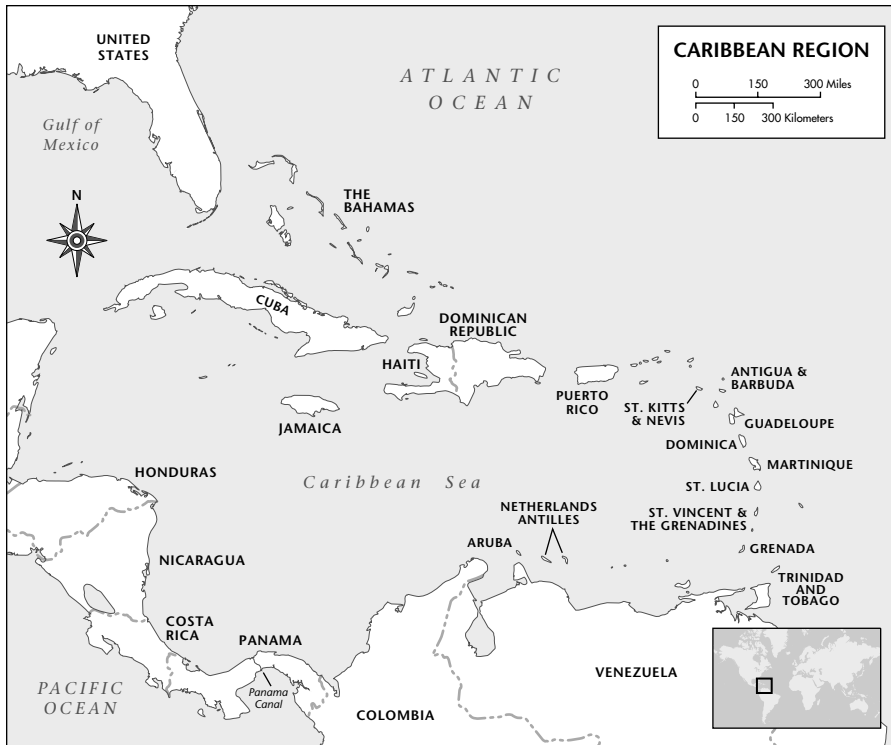 UNITED
STATES
ATLANTIC
OCEAN
CARIBBEAN REGION
0 150 300 Miles
0 150 300 Kilometers
Gulf of
Mexico
N
THE
BAHAMAS
CUBA
DOMINICAN
REPUBLIC
HAITI
JAMAICA
PUERTO
RICO
ST. KITTS
& NEVIS
ANTIGUA &
BARBUDA
GUADELOUPE
DOMINICA
MARTINIQUE
HONDURAS
Caribbean Sea
ST. LUCIA
NETHERLANDS
ANTILLES
ST. VINCENT &
THE GRENADINES
ARUBA
GRENADA
NICARAGUA
TRINIDAD
AND
TOBAGO
COSTA
RICA
PANAMA
VENEZUELA
PACIFIC
OCEAN
Panama
Canal
COLOMBIA